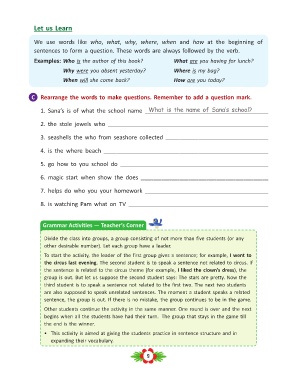 Let us Learn
We use words like who, what, why, where, when and how at the beginning of
sentences to form a question. These words are always followed by the verb.
Examples: Who is the author of this book? What are you having for lunch?
Why were you absent yesterday? Where is my bag?
When will she come back? How are you today?
C Rearrange the words to make questions. Remember to add a question mark.
1. Sana's is of what the school name What is the name of Sana's school?
2. the stole jewels who
3. seashells the who from seashore collected
4. is the where beach
5. go how to you school do
6. magic start when show the does
7. helps do who you your homework
8. is watching Pam what on TV
Grammar Activities — Teacher's Corner
Divide the class into groups, a group consisting of not more than five students (or any
other desirable number). Let each group have a leader.
To start the activity, the leader of the first group gives a sentence; for example, I went to
the circus last evening. The second student is to speak a sentence not related to circus. If
the sentence is related to the circus theme (for example, I liked the clown's dress), the
group is out. But let us suppose the second student says: The stars are pretty. Now the
third student is to speak a sentence not related to the first two. The next two students
are also supposed to speak unrelated sentences. The moment a student speaks a related
sentence, the group is out. If there is no mistake, the group continues to be in the game.
Other students continue the activity in the same manner. One round is over and the next
begins when all the students have had their turn. The group that stays in the game till
the end is the winner.
• This activity is aimed at giving the students practice in sentence structure and in
expanding their vocabulary.
9